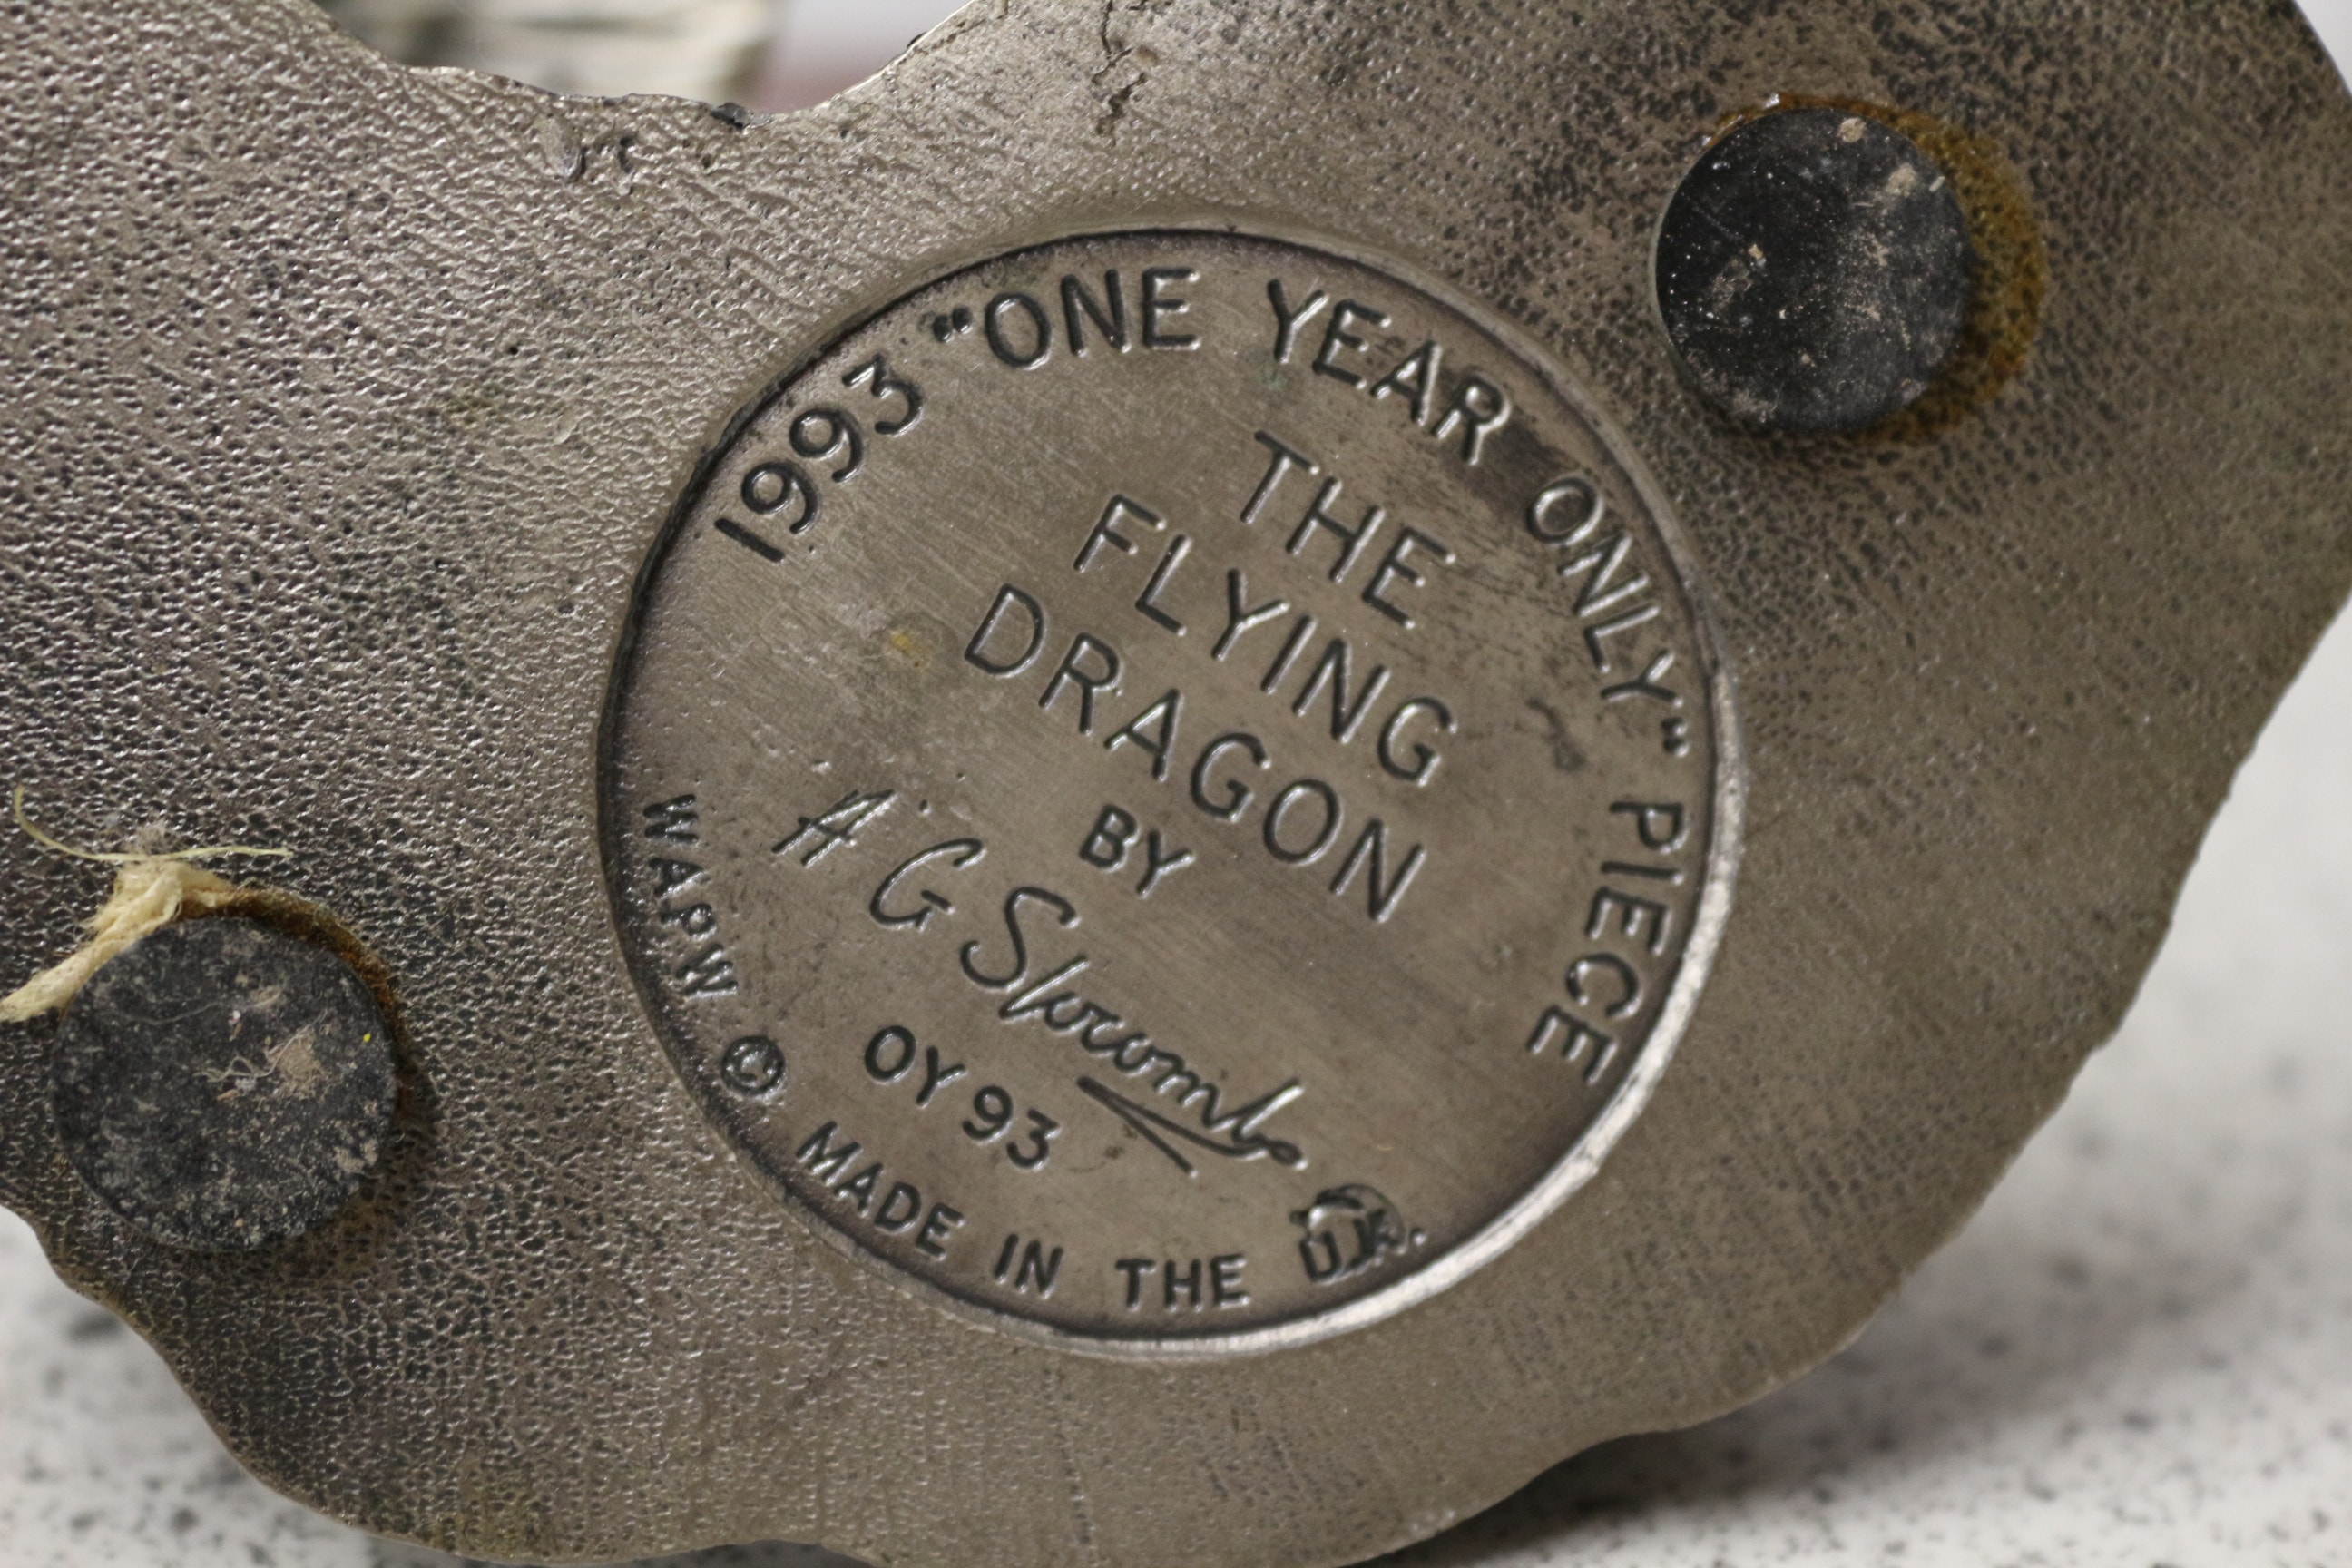 1993 "ONE YEAR ONLY" PIECE
THE
FLYING
DRAGON
BY
A G Slocombe
OY 93
WAPW © MADE IN THE U.K.